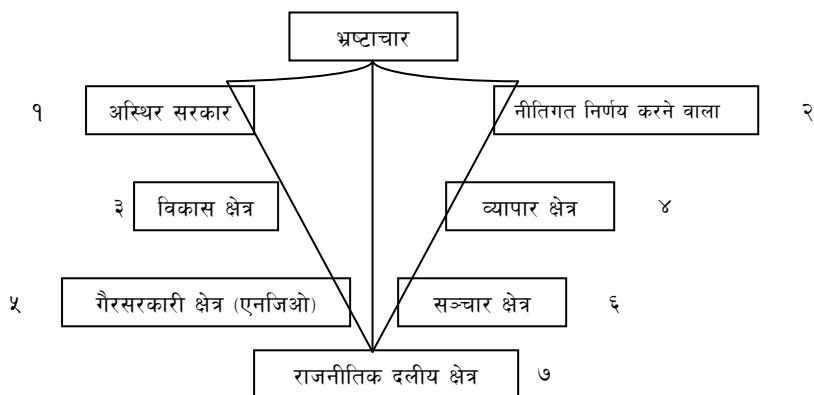 भ्रष्टाचार
१ अस्थिर सरकार नीतिगत निर्णय करने वाला २
३ विकास क्षेत्र व्यापार क्षेत्र ४
५ गैरसरकारी क्षेत्र (एनजिओ) सञ्चार क्षेत्र ६
राजनीतिक दलीय क्षेत्र ७